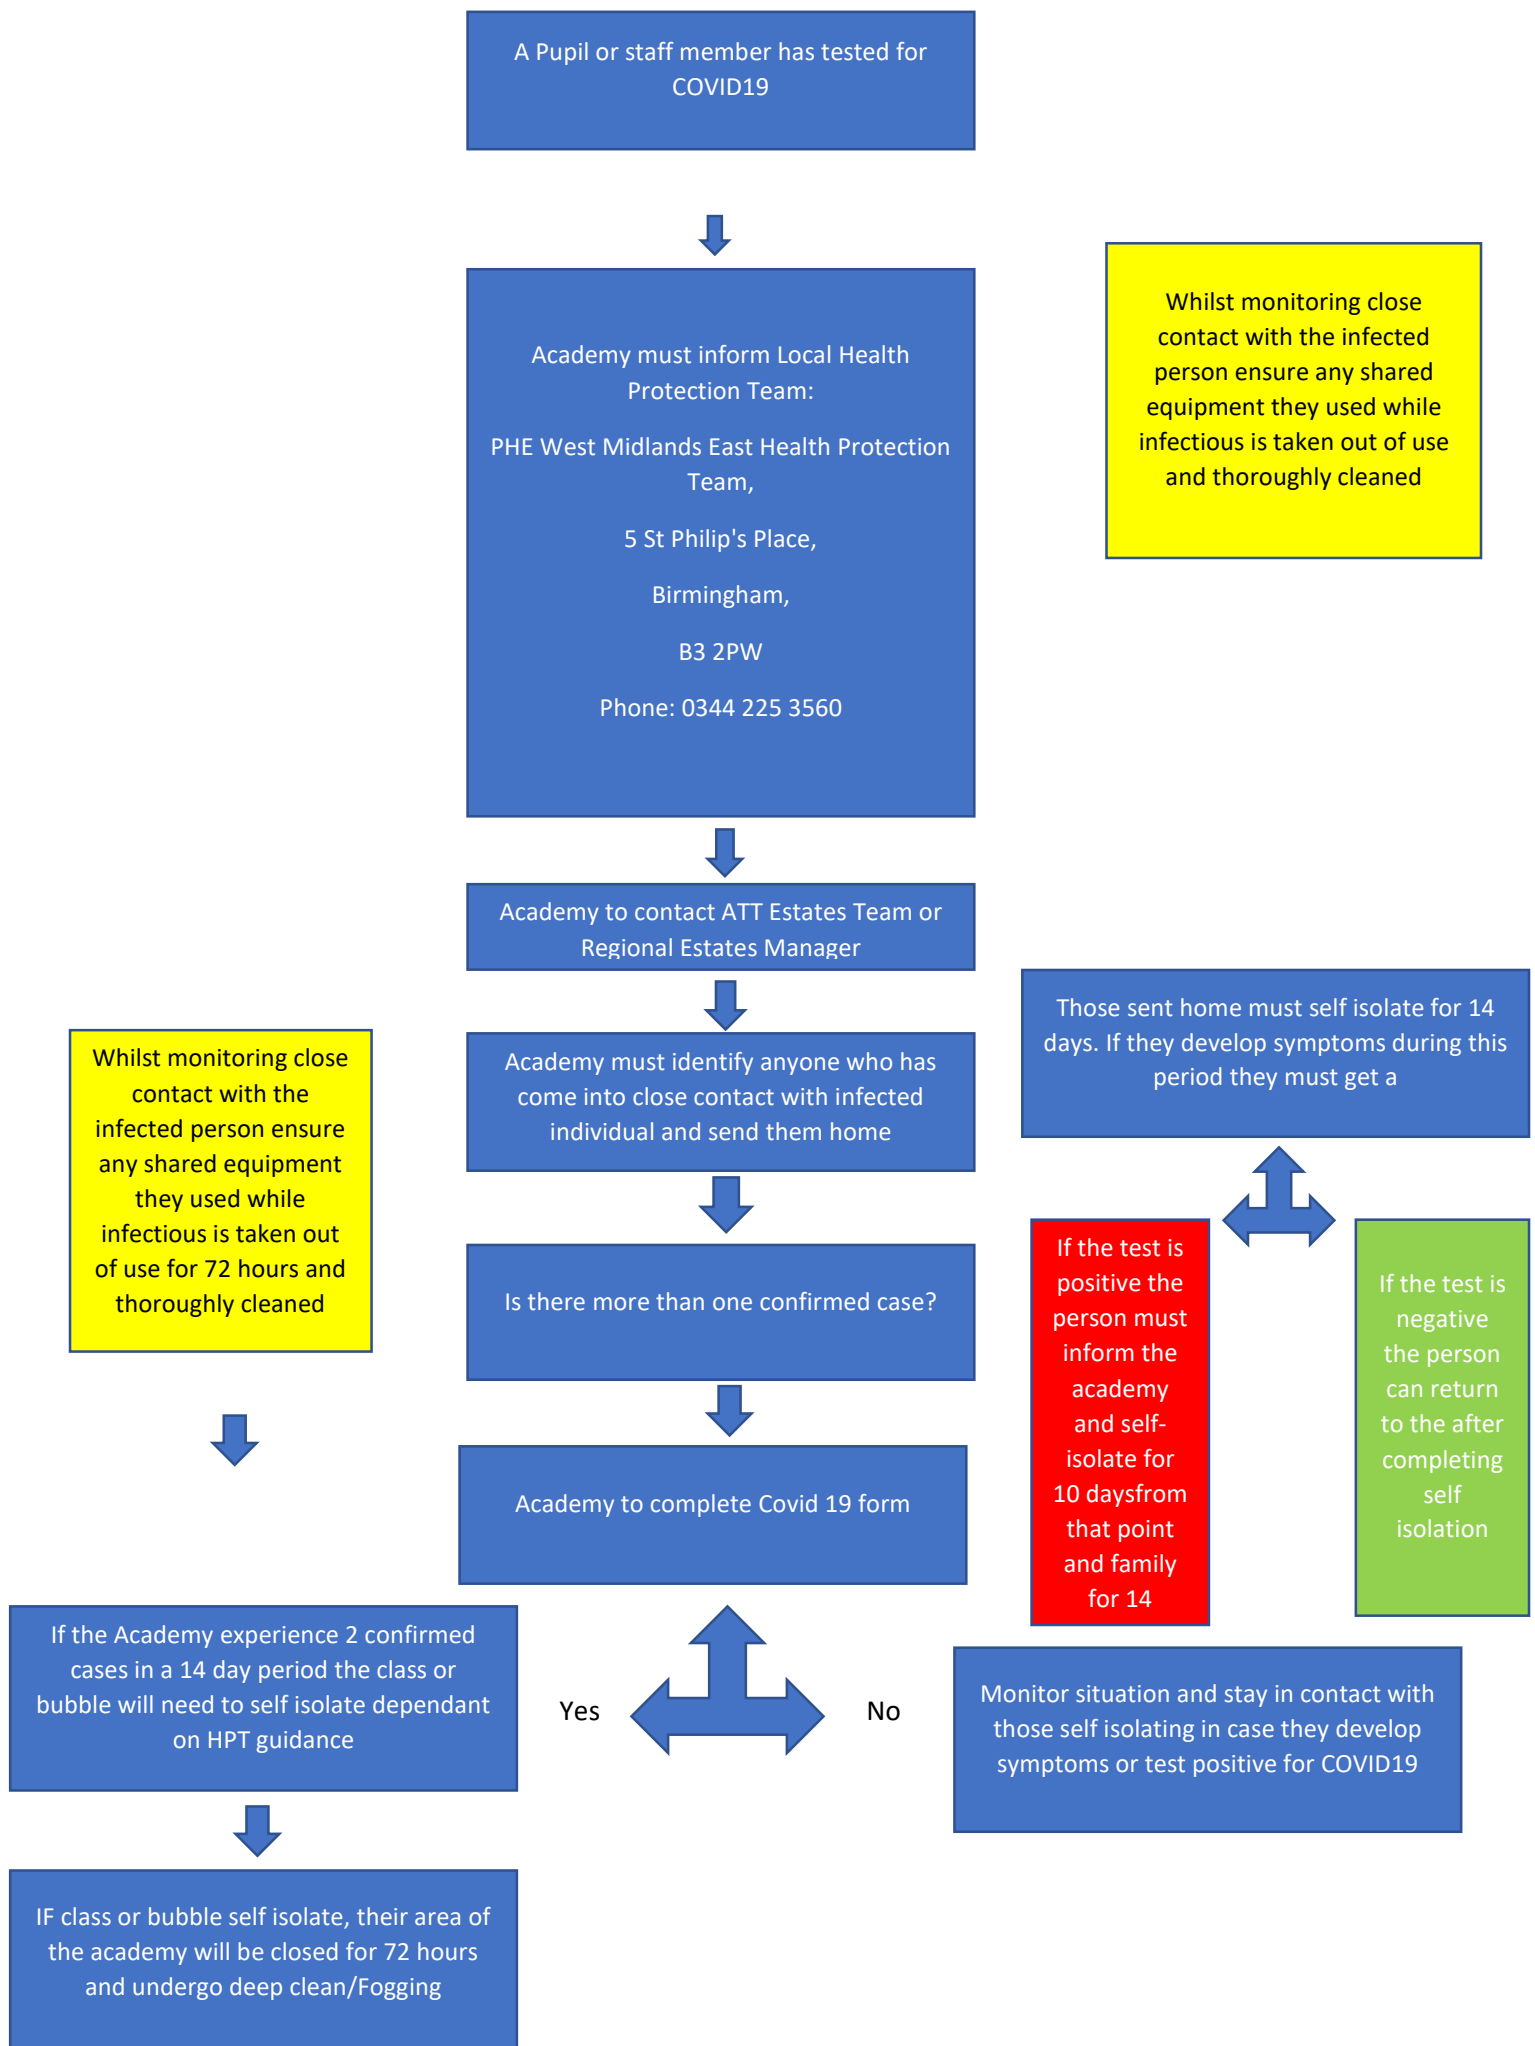 A Pupil or staff member has tested for
COVID19
Academy must inform Local Health
Protection Team:
PHE West Midlands East Health Protection
Team,
5 St Philip's Place,
Birmingham,
B3 2PW
Phone: 0344 225 3560
Whilst monitoring close
contact with the infected
person ensure any shared
equipment they used while
infectious is taken out of use
and thoroughly cleaned
Academy to contact ATT Estates Team or
Regional Estates Manager
Academy must identify anyone who has
come into close contact with infected
individual and send them home
Those sent home must self isolate for 14
days. If they develop symptoms during this
period they must get a
Whilst monitoring close
contact with the
infected person ensure
any shared equipment
they used while
infectious is taken out
of use for 72 hours and
thoroughly cleaned
Is there more than one confirmed case?
If the test is
positive the
person must
inform the
academy
and self-
isolate for
10 daysfrom
that point
and family
for 14
If the test is
negative
the person
can return
to the after
completing
self
isolation
Academy to complete Covid 19 form
If the Academy experience 2 confirmed
cases in a 14 day period the class or
bubble will need to self isolate dependant
on HPT guidance
Yes
No
Monitor situation and stay in contact with
those self isolating in case they develop
symptoms or test positive for COVID19
IF class or bubble self isolate, their area of
the academy will be closed for 72 hours
and undergo deep clean/Fogging